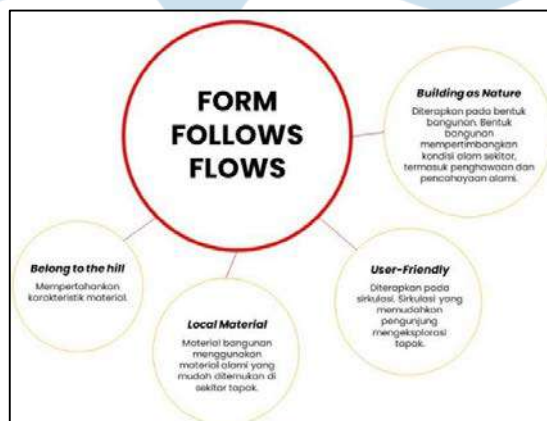 FORM
FOLLOWS
FLOWS
Building as Nature
Diterapkan pada bentuk
bangunan. Bentuk
bangunan
mempertimbangkan
kondisi alam sekitar,
termasuk penghawaan dan
pencahayaan alami.
Belong to the hill
Mempertahankan
karakteristik material.
User-Friendly
Diterapkan pada
sirkulasi. Sirkulasi yang
memudahkan
pengunjung
mengeksplorasi
tapak.
Local Material
Material bangunan
menggunakan
material alami yang
mudah ditemukan di
sekitar tapak.